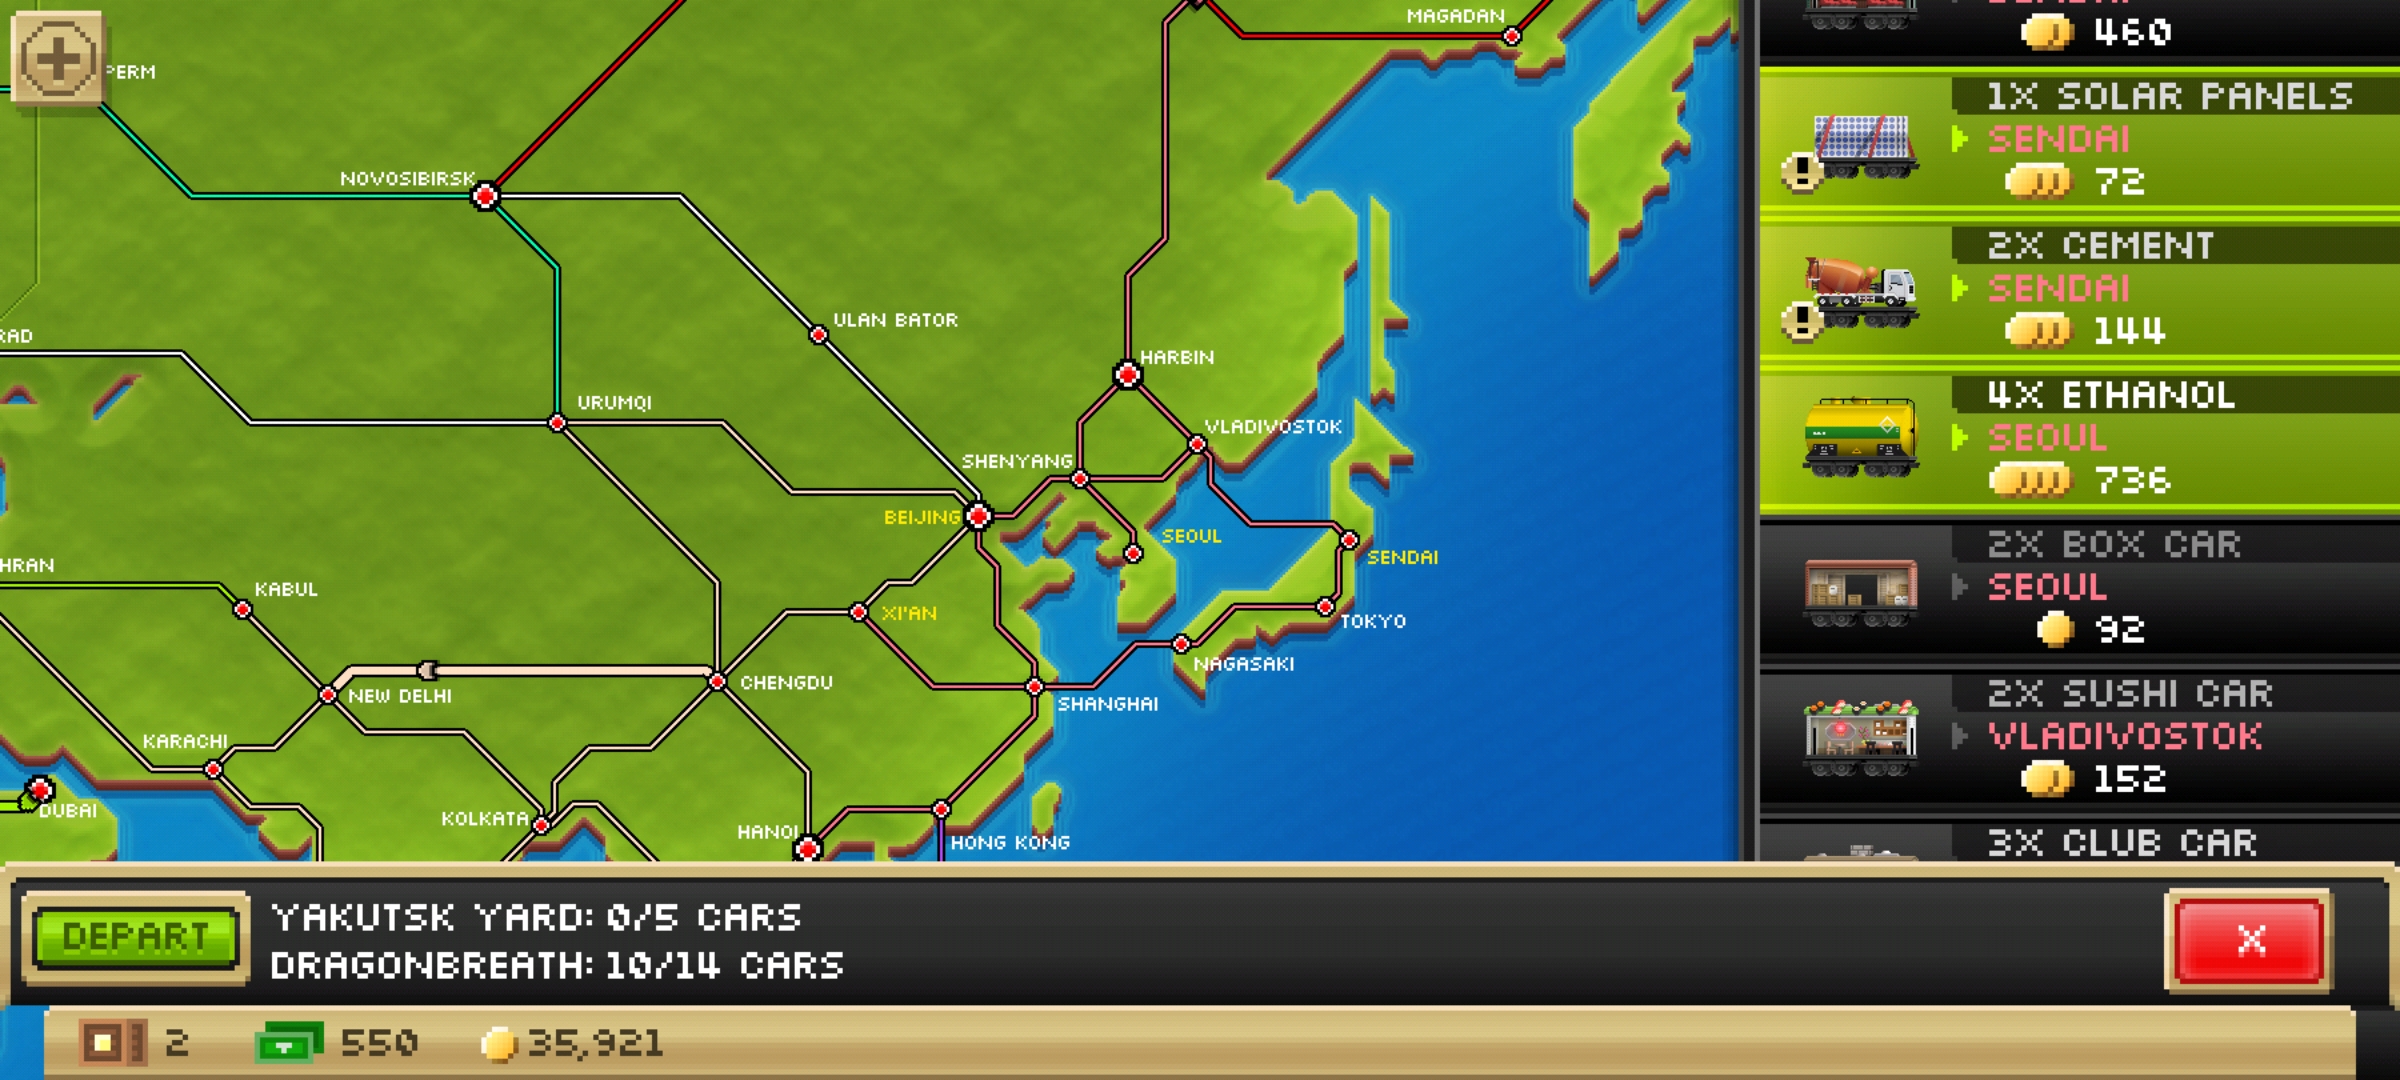 MAGADAN
PERM
NOVOSIBIRSK
ULAN BATOR
RAD
HARBIN
URUMQI
VLADIVOSTOK
SHENYANG
BEIJING
SEOUL
SENDAI
HRAN
KABUL
XI'AN
TOKYO
NAGASAKI
NEW DELHI
CHENGDU
SHANGHAI
KARACHI
DUBAI
KOLKATA
HANOI
HONG KONG
460
1X SOLAR PANELS
SENDAI
72
2X CEMENT
SENDAI
144
4X ETHANOL
SEOUL
736
2X BOX CAR
SEOUL
92
2X SUSHI CAR
VLADIVOSTOK
152
3X CLUB CAR
DEPART
YAKUTSK YARD: 0/5 CARS
DRAGONBREATH: 10/14 CARS
X
2
550
35,921